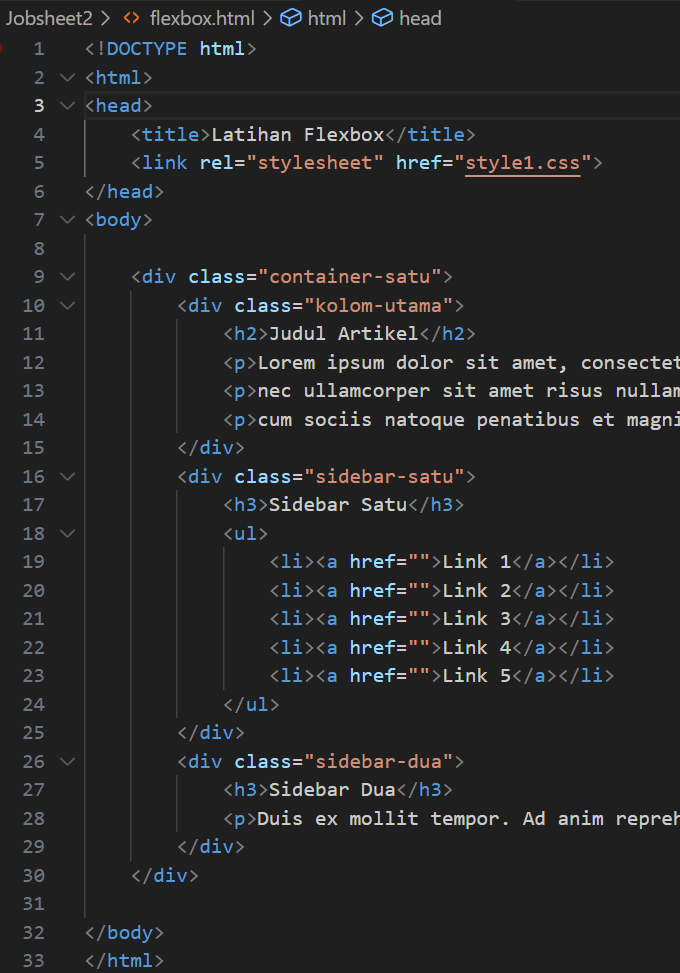 Jobsheet2 > <> flexbox.html > html > head
1 <!DOCTYPE html>
2 <html>
3 <head>
4 <title>Latihan Flexbox</title>
5 <link rel="stylesheet" href="style1.css">
6 </head>
7 <body>
8
9 <div class="container-satu">
10 <div class="kolom-utama">
11 <h2>Judul Artikel</h2>
12 <p>Lorem ipsum dolor sit amet, consectet
13 <p>nec ullamcorper sit amet risus nullam
14 <p>cum sociis natoque penatibus et magni
15 </div>
16 <div class="sidebar-satu">
17 <h3>Sidebar Satu</h3>
18 <ul>
19 <li><a href="">Link 1</a></li>
20 <li><a href="">Link 2</a></li>
21 <li><a href="">Link 3</a></li>
22 <li><a href="">Link 4</a></li>
23 <li><a href="">Link 5</a></li>
24 </ul>
25 </div>
26 <div class="sidebar-dua">
27 <h3>Sidebar Dua</h3>
28 <p>Duis ex mollit tempor. Ad anim repreh
29 </div>
30 </div>
31
32 </body>
33 </html>